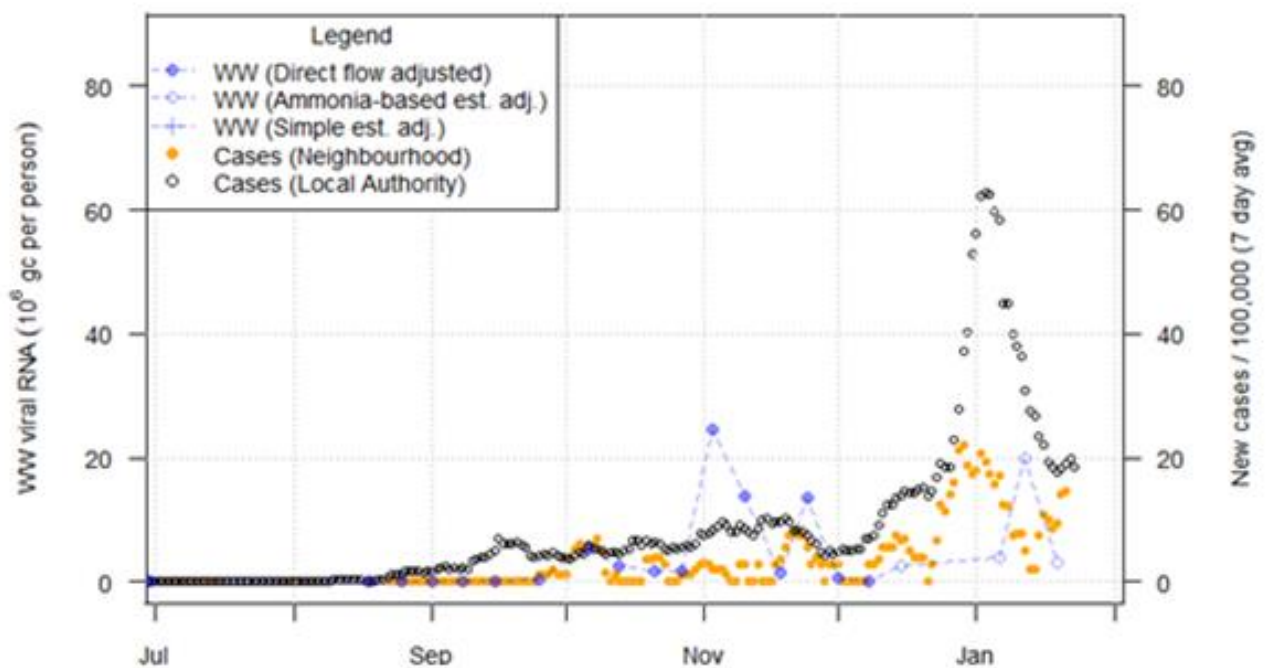 Legend
WW (Direct flow adjusted)
WW (Ammonia-based est. adj.)
WW (Simple est. adj.)
Cases (Neighbourhood)
Cases (Local Authority)
WW viral RNA (10⁶ gc per person)
80
60
40
20
0
80
60
40
20
0
New cases / 100,000 (7 day avg)
Jul Sep Nov Jan